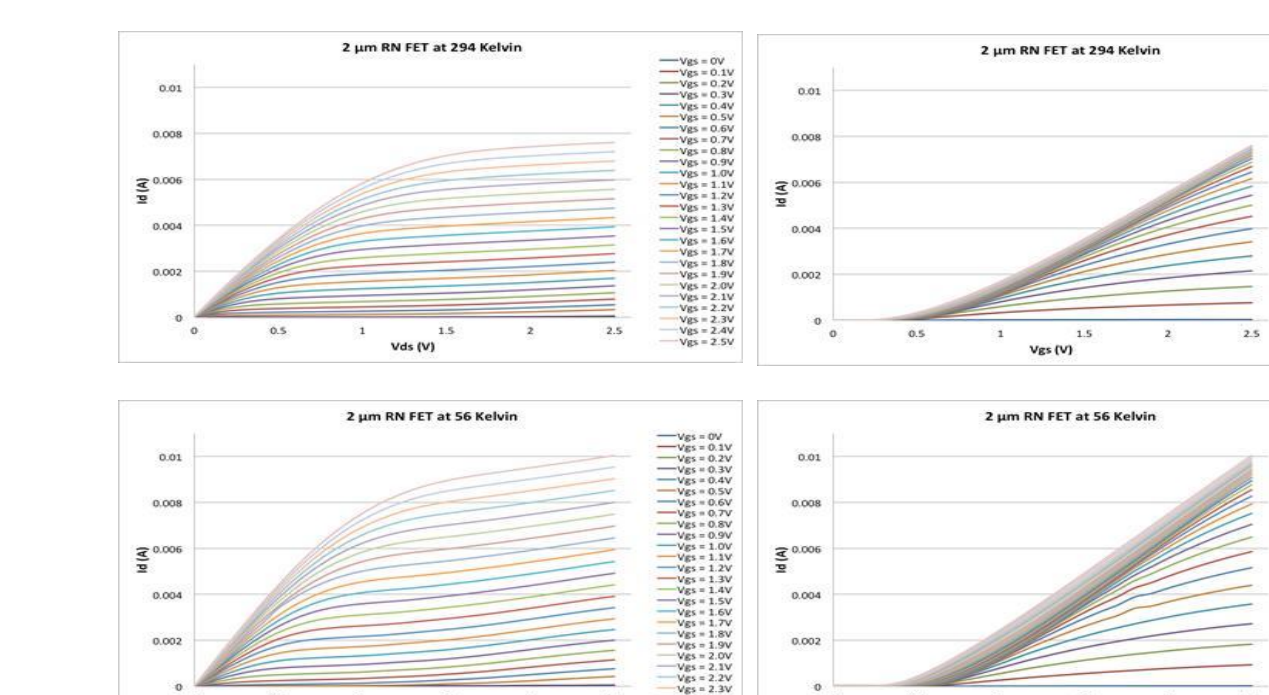 2 µm RN FET at 294 Kelvin
0.01
0.008
0.006
0.004
0.002
0
Id (A)
0 0.5 1 1.5 2 2.5
Vds (V)
Vgs = 0V
Vgs = 0.1V
Vgs = 0.2V
Vgs = 0.3V
Vgs = 0.4V
Vgs = 0.5V
Vgs = 0.6V
Vgs = 0.7V
Vgs = 0.8V
Vgs = 0.9V
Vgs = 1.0V
Vgs = 1.1V
Vgs = 1.2V
Vgs = 1.3V
Vgs = 1.4V
Vgs = 1.5V
Vgs = 1.6V
Vgs = 1.7V
Vgs = 1.8V
Vgs = 1.9V
Vgs = 2.0V
Vgs = 2.1V
Vgs = 2.2V
Vgs = 2.3V
Vgs = 2.4V
Vgs = 2.5V
2 µm RN FET at 294 Kelvin
0.01
0.008
0.006
0.004
0.002
0
Id (A)
0 0.5 1 1.5 2 2.5
Vgs (V)
2 µm RN FET at 56 Kelvin
0.01
0.008
0.006
0.004
0.002
0
Id (A)
Vgs = 0V
Vgs = 0.1V
Vgs = 0.2V
Vgs = 0.3V
Vgs = 0.4V
Vgs = 0.5V
Vgs = 0.6V
Vgs = 0.7V
Vgs = 0.8V
Vgs = 0.9V
Vgs = 1.0V
Vgs = 1.1V
Vgs = 1.2V
Vgs = 1.3V
Vgs = 1.4V
Vgs = 1.5V
Vgs = 1.6V
Vgs = 1.7V
Vgs = 1.8V
Vgs = 1.9V
Vgs = 2.0V
Vgs = 2.1V
Vgs = 2.2V
Vgs = 2.3V
2 µm RN FET at 56 Kelvin
0.01
0.008
0.006
0.004
0.002
0
Id (A)